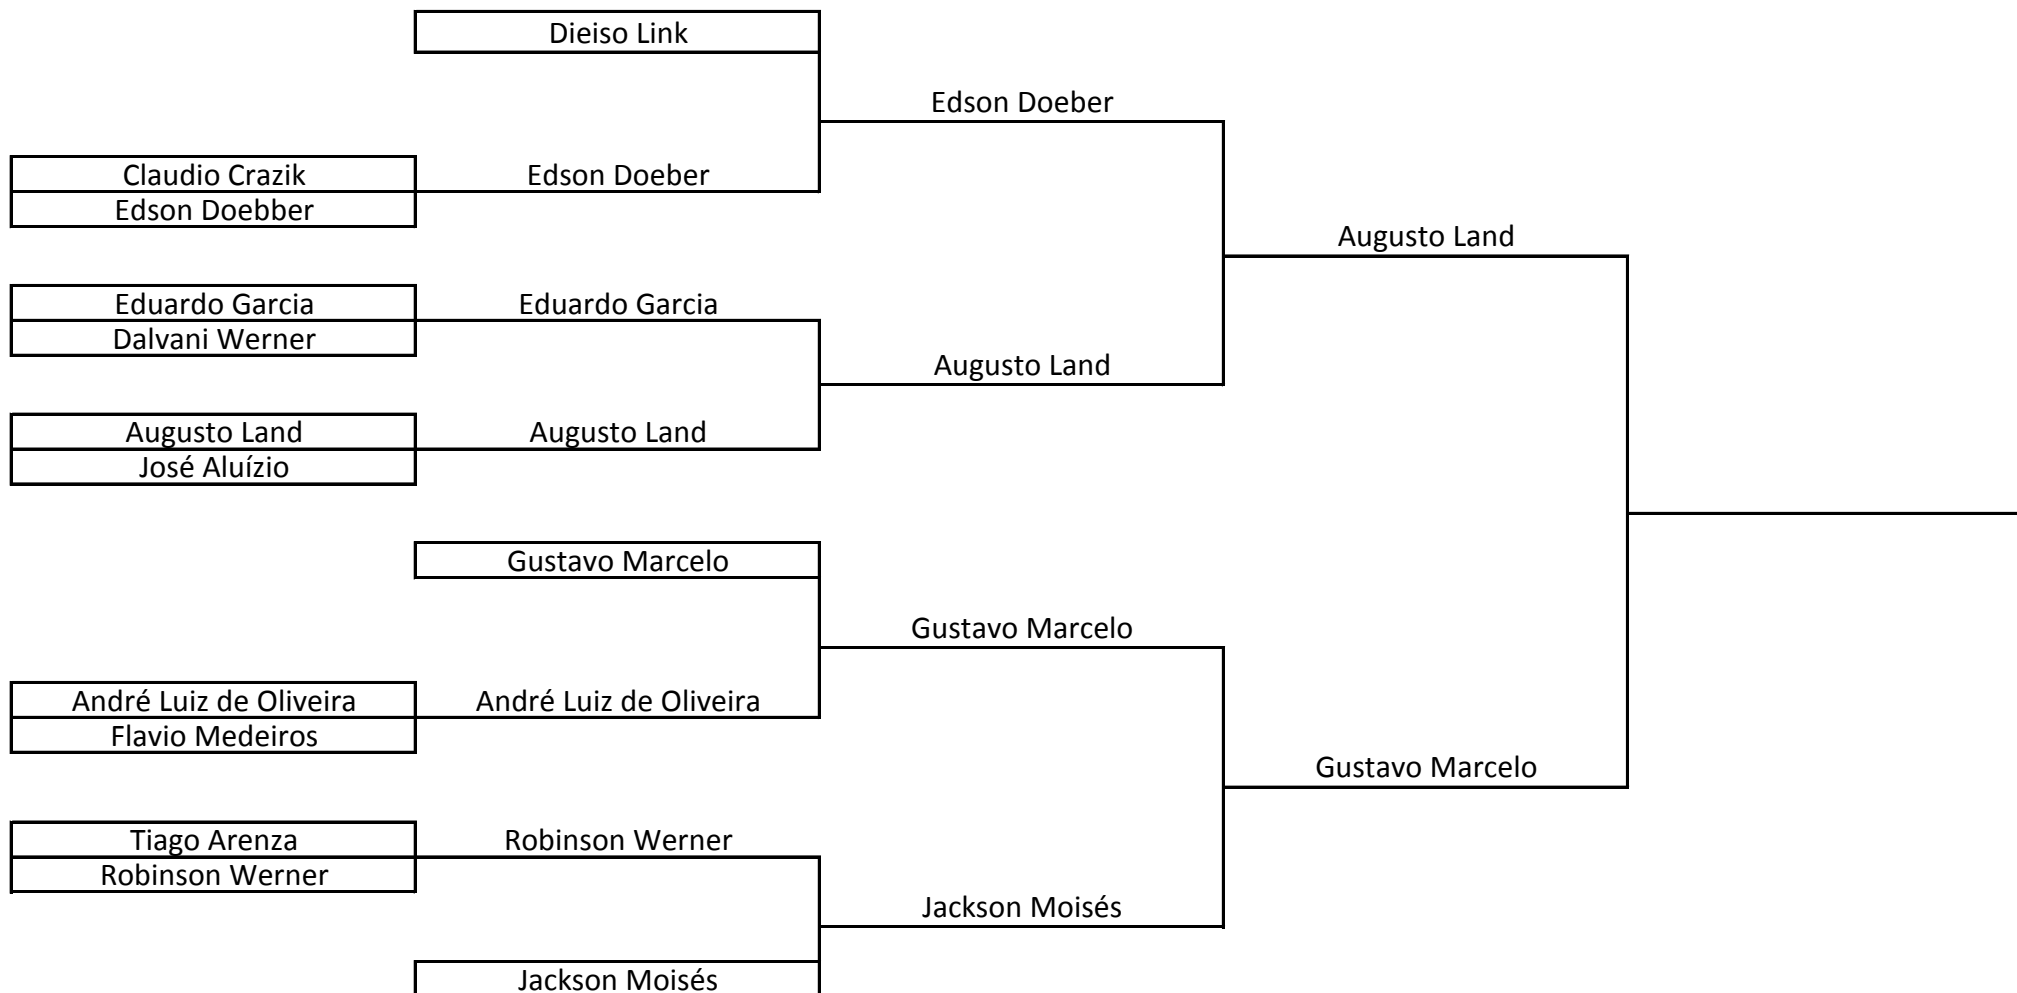 Dieiso Link
Edson Doeber
Claudio Crazik
Edson Doeber
Edson Doebber
Augusto Land
Eduardo Garcia
Eduardo Garcia
Dalvani Werner
Augusto Land
Augusto Land
Augusto Land
José Aluízio
Gustavo Marcelo
Gustavo Marcelo
André Luiz de Oliveira
André Luiz de Oliveira
Flavio Medeiros
Gustavo Marcelo
Tiago Arenza
Robinson Werner
Robinson Werner
Jackson Moisés
Jackson Moisés